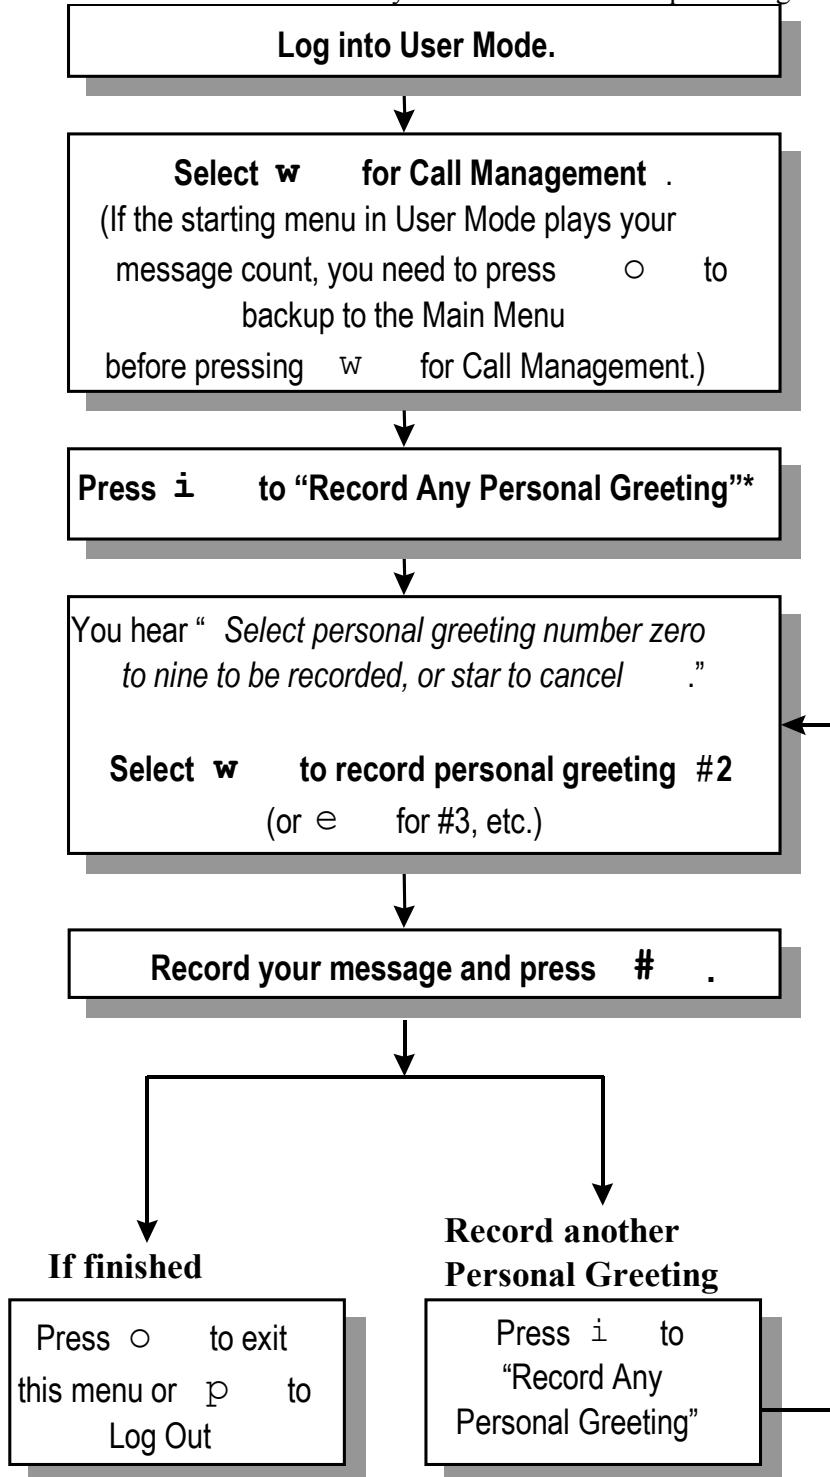 Log into User Mode.
Select w for Call Management .
(If the starting menu in User Mode plays your
message count, you need to press o to
backup to the Main Menu
before pressing w for Call Management.)
Press i to “Record Any Personal Greeting”*
You hear “ Select personal greeting number zero
to nine to be recorded, or star to cancel .”
Select w to record personal greeting #2
(or e for #3, etc.)
Record your message and press # .
If finished
Press o to exit
this menu or p to
Log Out
Record another
Personal Greeting
Press i to
“Record Any
Personal Greeting”